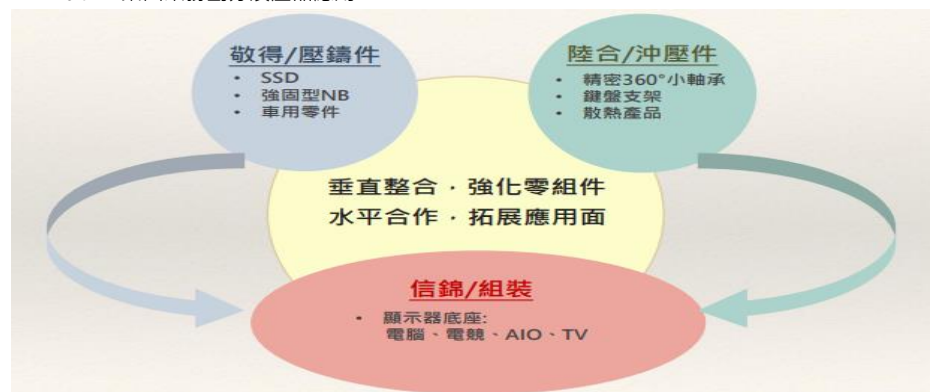 敬得/壓鑄件
• SSD
• 強固型NB
• 車用零件
陸合/沖壓件
• 精密360°小軸承
• 鍵盤支架
• 散熱產品
垂直整合．強化零組件
水平合作．拓展應用面
信錦/組裝
• 顯示器底座:
電腦、電競、AIO、TV